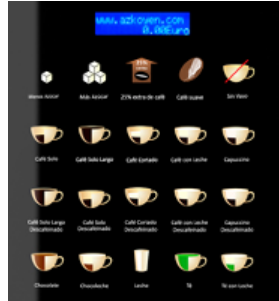 www.azkoyen.com
0.00Euro
Menos Azúcar
Más Azúcar
25% extra de café
Café suave
Sin Vaso
Café Solo
Café Solo Largo
Café Cortado
Café con Leche
Capuccino
Café Solo Largo
Descafeinado
Café Solo
Descafeinado
Café Cortado
Descafeinado
Café con Leche
Descafeinado
Capuccino
Descafeinado
Chocolate
Chocoleche
Leche
Té
Té con Leche